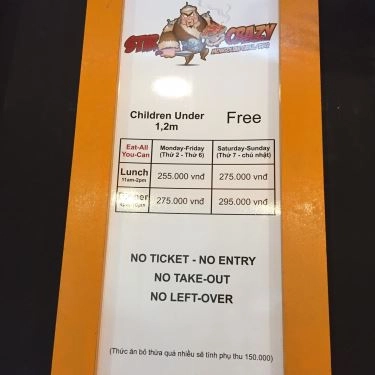 STIR CRAZY
Children Under Free
1,2m
Eat-All Monday-Friday Saturday-Sunday
You-Can (Thứ 2 - Thứ 6) (Thứ 7 - chủ nhật)
Lunch 255.000 vnđ 275.000 vnđ
11am-2pm
275.000 vnđ 295.000 vnđ
NO TICKET - NO ENTRY
NO TAKE-OUT
NO LEFT-OVER
(Thức ăn bỏ thừa quá nhiều sẽ tính phụ thu 150.000)